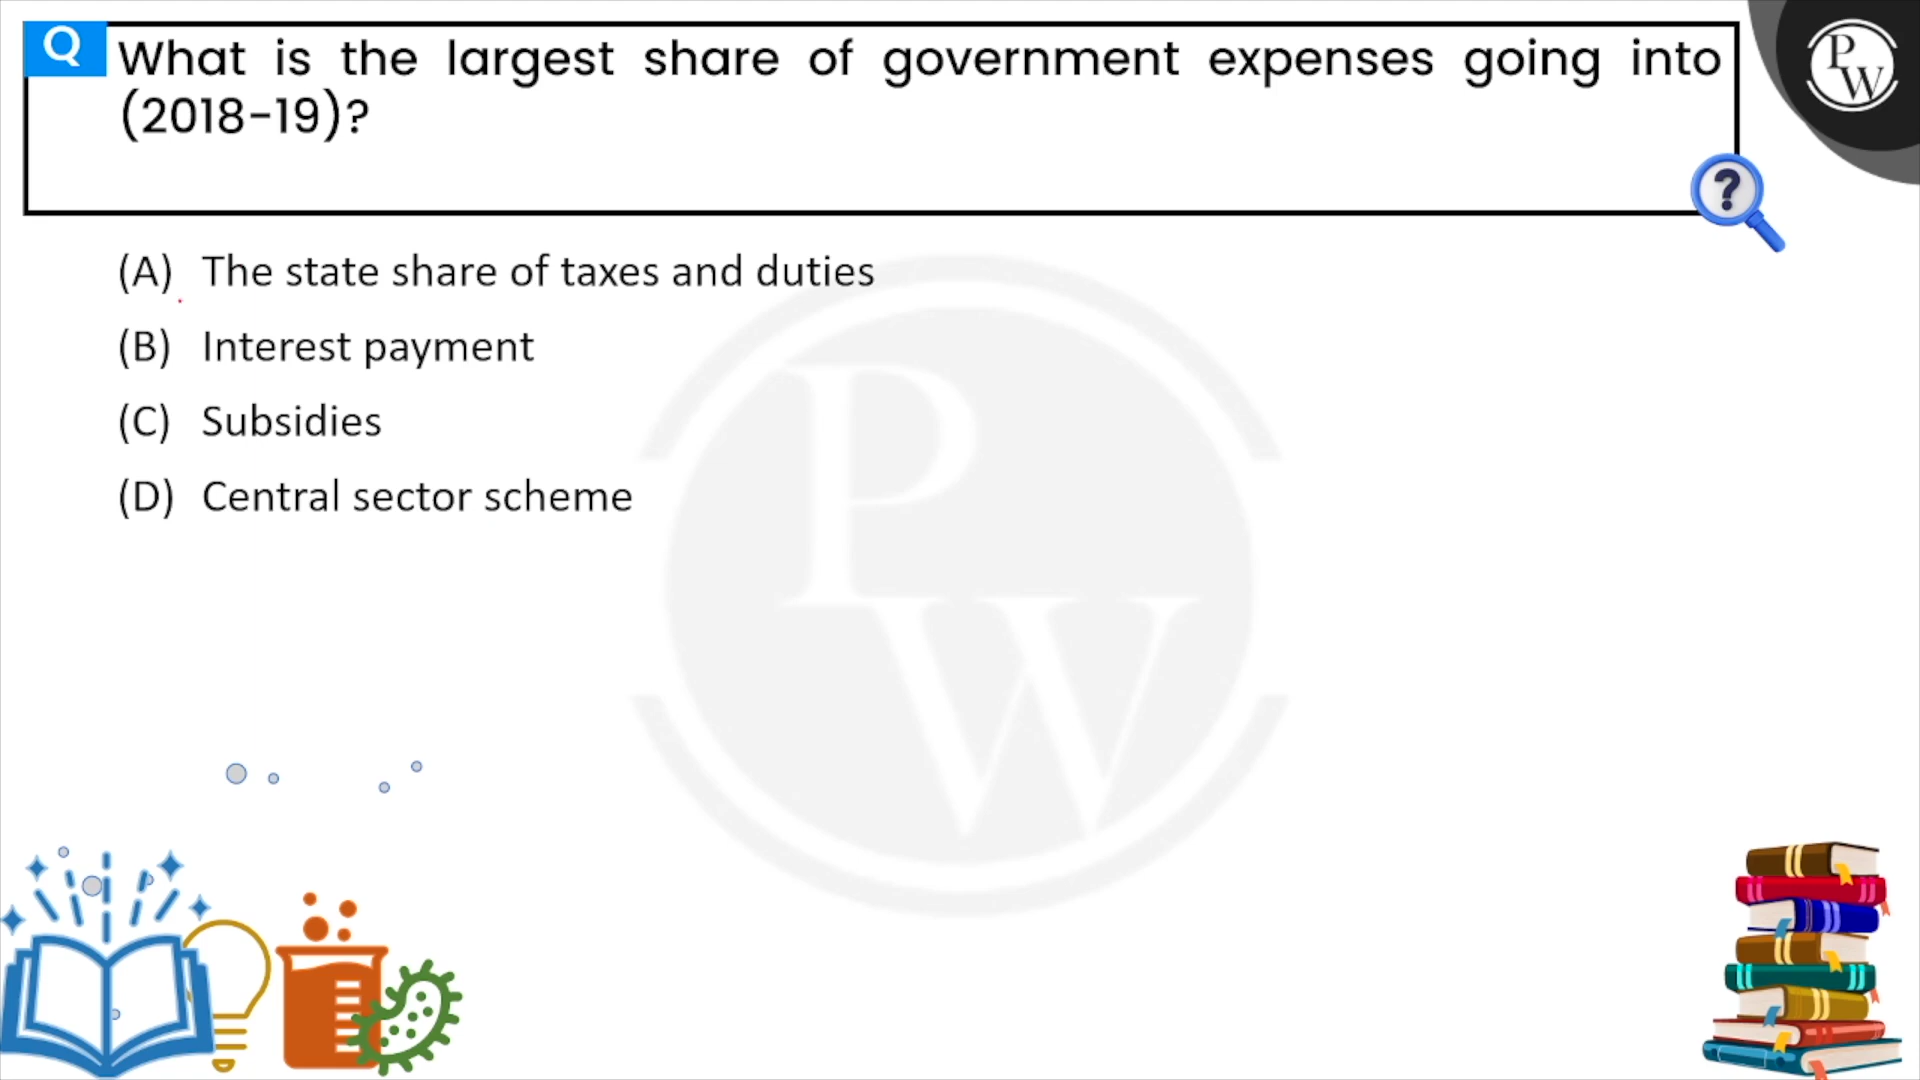 Q What is the largest share of government expenses going into
(2018-19)?
?
P
W
(A) The state share of taxes and duties
(B) Interest payment
(C) Subsidies
(D) Central sector scheme
P
W